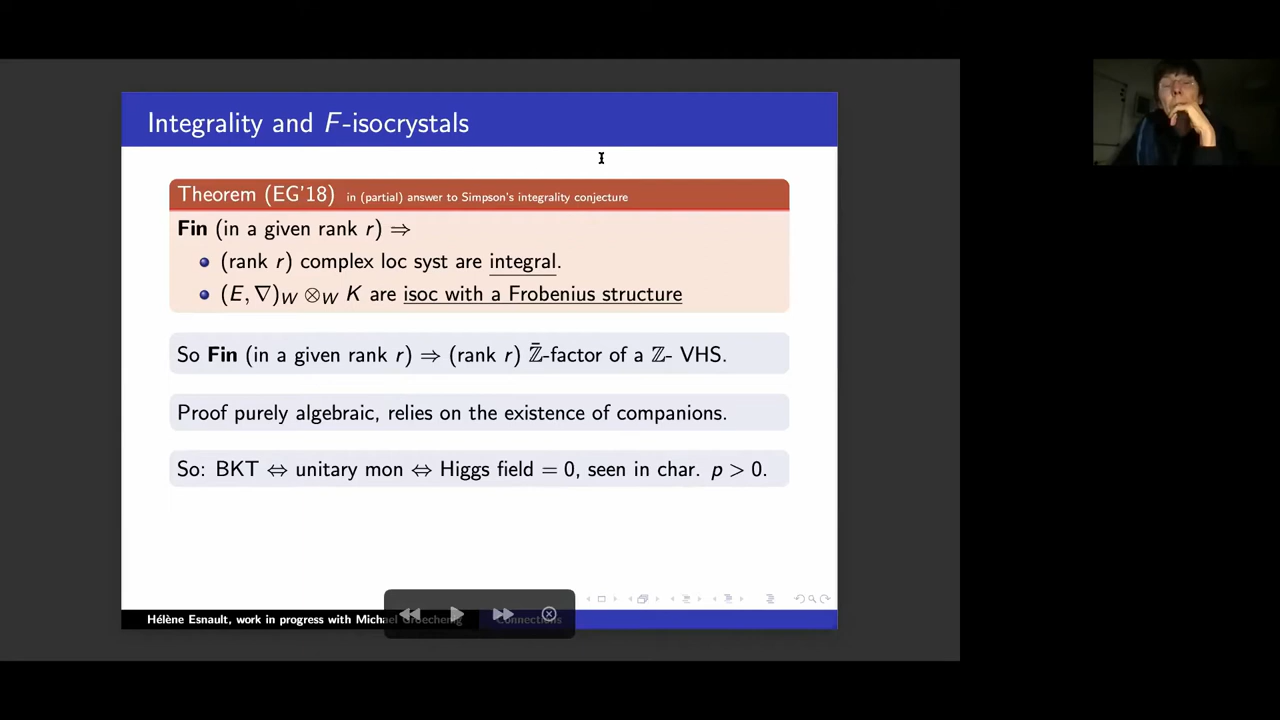 Integrality and F-isocrystals
Theorem (EG'18) in (partial) answer to Simpson's integrality conjecture
Fin (in a given rank r) ⇒
(rank r) complex loc syst are integral.
(E, ∇)_W ⊗_W K are isoc with a Frobenius structure
So Fin (in a given rank r) ⇒ (rank r) ℤ̄-factor of a ℤ- VHS.
Proof purely algebraic, relies on the existence of companions.
So: BKT ⇔ unitary mon ⇔ Higgs field = 0, seen in char. p > 0.
Hélène Esnault, work in progress with Michael Groechenig Connections